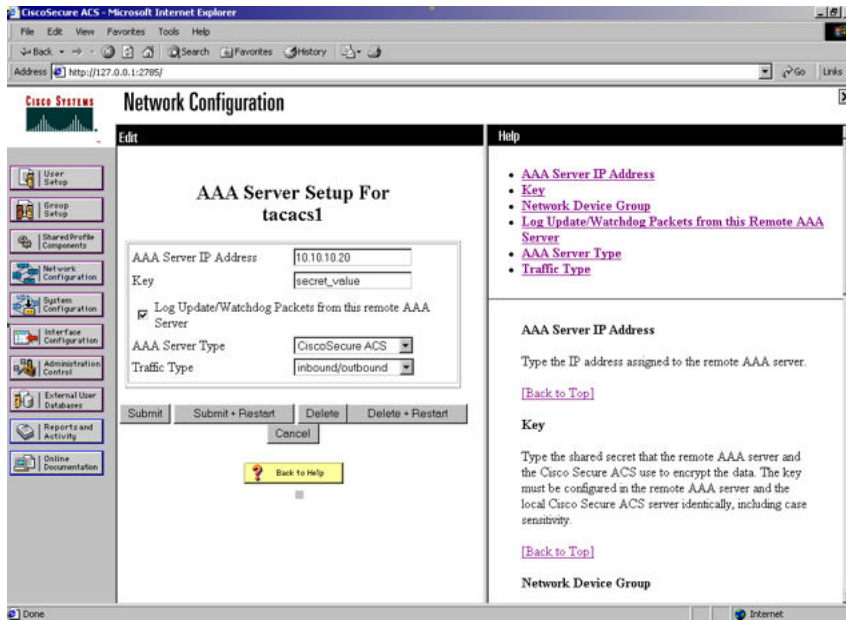 CiscoSecure ACS - Microsoft Internet Explorer
File Edit View Favorites Tools Help
Back Search Favorites History
Address http://127.0.0.1:2785/ Go Links
CISCO SYSTEMS
Network Configuration
User Setup
Group Setup
Shared Profile Components
Network Configuration
System Configuration
Interface Configuration
Administration Control
External User Databases
Reports and Activity
Online Documentation
Edit
AAA Server Setup For
tacacs1
AAA Server IP Address 10.10.10.20
Key secret_value
Log Update/Watchdog Packets from this remote AAA
Server
AAA Server Type CiscoSecure ACS
Traffic Type inbound/outbound
Submit Submit + Restart Delete Delete + Restart
Cancel
? Back to Help
Help
• AAA Server IP Address
• Key
• Network Device Group
• Log Update/Watchdog Packets from this Remote AAA
Server
• AAA Server Type
• Traffic Type
AAA Server IP Address
Type the IP address assigned to the remote AAA server.
[Back to Top]
Key
Type the shared secret that the remote AAA server and
the Cisco Secure ACS use to encrypt the data. The key
must be configured in the remote AAA server and the
local Cisco Secure ACS server identically, including case
sensitivity.
[Back to Top]
Network Device Group
Done Internet